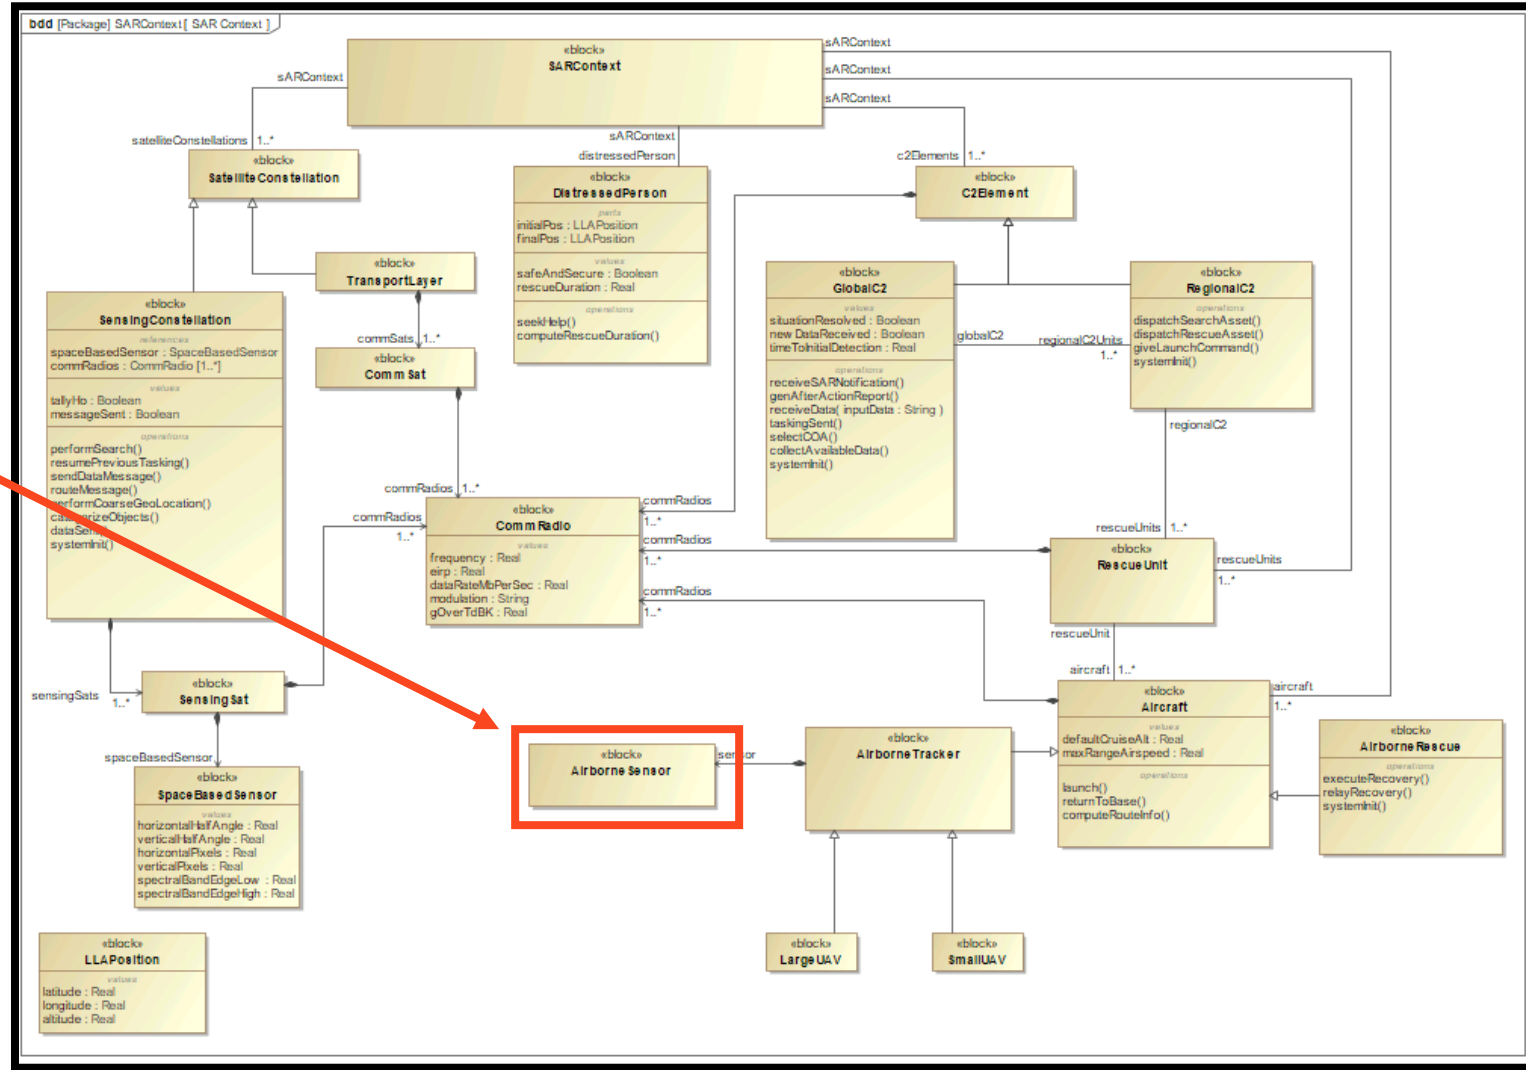 bdd [Package] SARContext[ SAR Context ]
«block»
SARContext
sARContext
sARContext
sARContext
sARContext
sARContext
satelliteConstellations
1..*
distressedPerson
c2Elements
1..*
«block»
SatelliteConstellation
«block»
DistressedPerson
parts
initialPos : LLAPosition
finalPos : LLAPosition
values
safeAndSecure : Boolean
rescueDuration : Real
operations
seekHelp()
computeRescueDuration()
«block»
C2Element
«block»
TransportLayer
commSats
1..*
«block»
CommSat
«block»
SensingConstellation
references
spaceBasedSensor : SpaceBasedSensor
commRadios : CommRadio [1..*]
values
tallyHo : Boolean
messageSent : Boolean
operations
performSearch()
resumePreviousTasking()
sendDataMessage()
routeMessage()
performCoarseGeoLocation()
categorizeObjects()
dataSent()
systemInit()
«block»
GlobalC2
values
situationResolved : Boolean
newDataReceived : Boolean
timeToInitialDetection : Real
operations
receiveSARNotification()
genAfterActionReport()
receiveData( inputData : String )
taskingSent()
selectCOA()
collectAvailableData()
systemInit()
globalC2
regionalC2Units
1..*
«block»
RegionalC2
operations
dispatchSearchAsset()
dispatchRescueAsset()
giveLaunchCommand()
systemInit()
regionalC2
commRadios
1..*
commRadios
1..*
«block»
CommRadio
values
frequency : Real
eirp : Real
dataRateMbPerSec : Real
modulation : String
gOverTdBK : Real
commRadios
1..*
commRadios
1..*
commRadios
1..*
rescueUnits
1..*
«block»
RescueUnit
rescueUnits
1..*
rescueUnit
aircraft
1..*
sensingSats
1..*
«block»
SensingSat
spaceBasedSensor
«block»
SpaceBasedSensor
values
horizontalHalfAngle : Real
verticalHalfAngle : Real
horizontalPixels : Real
verticalPixels : Real
spectralBandEdgeLow : Real
spectralBandEdgeHigh : Real
«block»
AirborneSensor
sensor
«block»
AirborneTracker
«block»
Aircraft
values
defaultCruiseAlt : Real
maxRangeAirspeed : Real
operations
launch()
returnToBase()
computeRouteInfo()
aircraft
1..*
«block»
AirborneRescue
operations
executeRecovery()
relayRecovery()
systemInit()
«block»
LargeUAV
«block»
SmallUAV
«block»
LLAPosition
values
latitude : Real
longitude : Real
altitude : Real